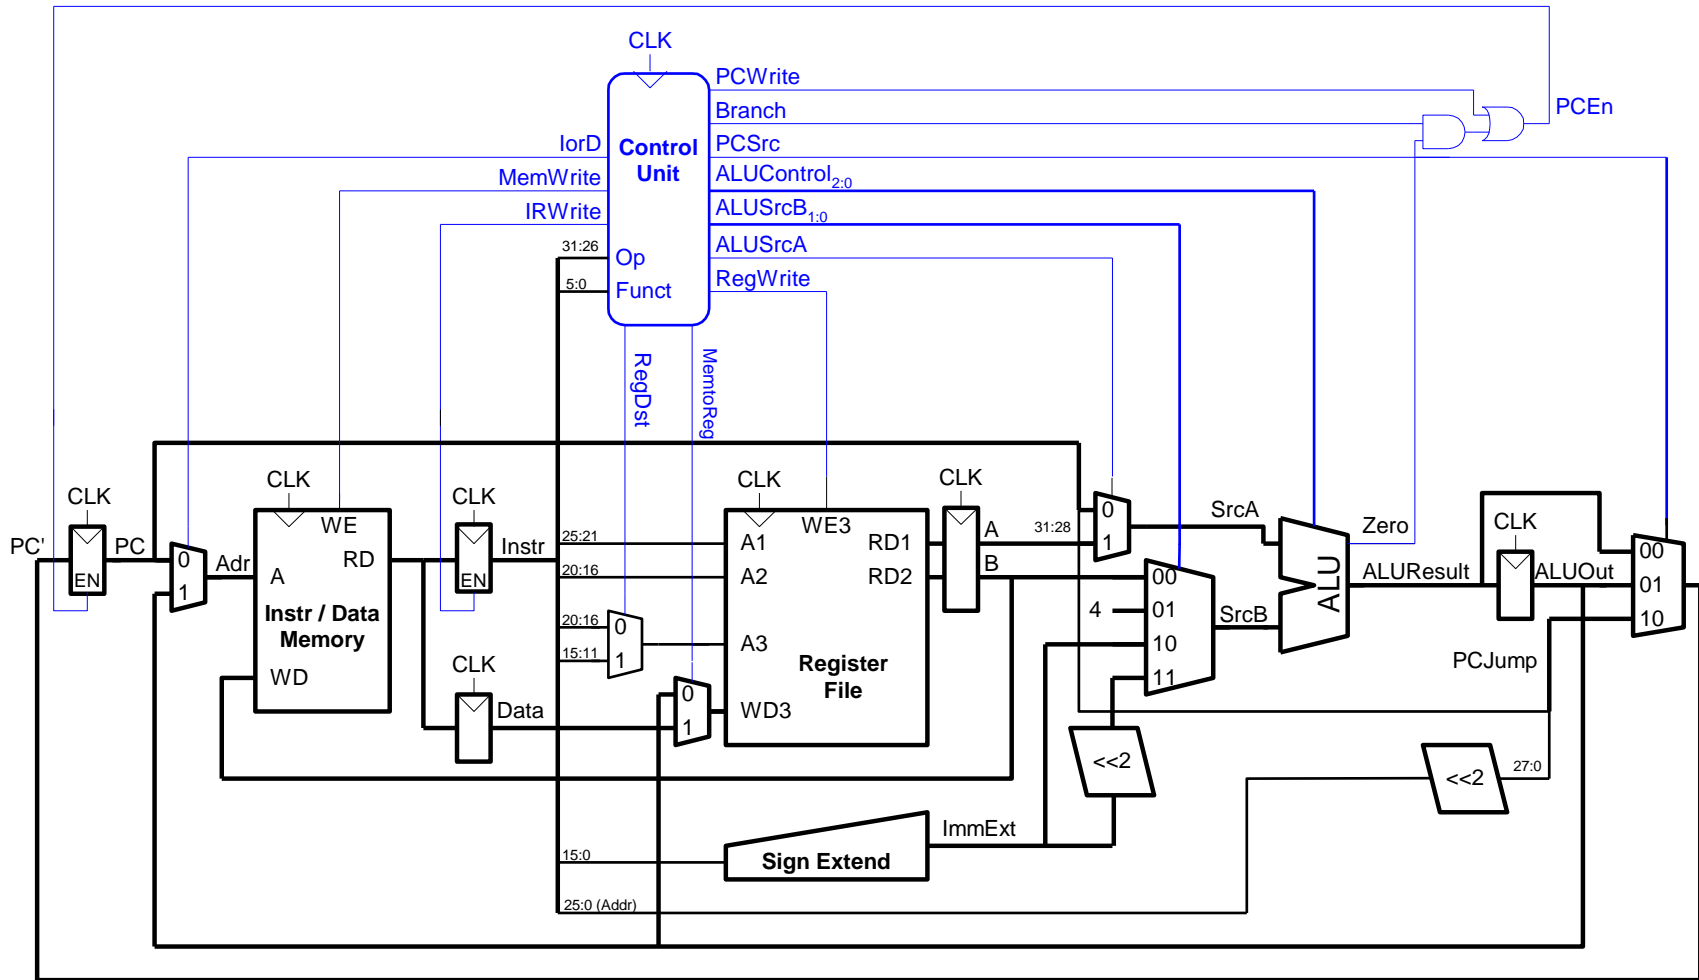 CLK
PCWrite
Branch
PCEn
IorD
Control
Unit
PCSrc
MemWrite
ALUControl2:0
IRWrite
ALUSrcB1:0
31:26
Op
ALUSrcA
5:0
Funct
RegWrite
RegDst
MemtoReg
CLK
CLK
CLK
CLK
CLK
CLK
PC'
EN
PC
0
1
Adr
WE
RD
A
Instr / Data
Memory
WD
EN
Instr
CLK
Data
25:21
20:16
20:16
15:11
0
1
0
1
WE3
A1
RD1
A2
RD2
A3
Register
File
WD3
A
B
31:28
0
1
SrcA
00
4
01
10
11
SrcB
ALU
Zero
ALUResult
ALUOut
00
01
10
PCJump
<<2
<<2
27:0
ImmExt
15:0
Sign Extend
25:0 (Addr)